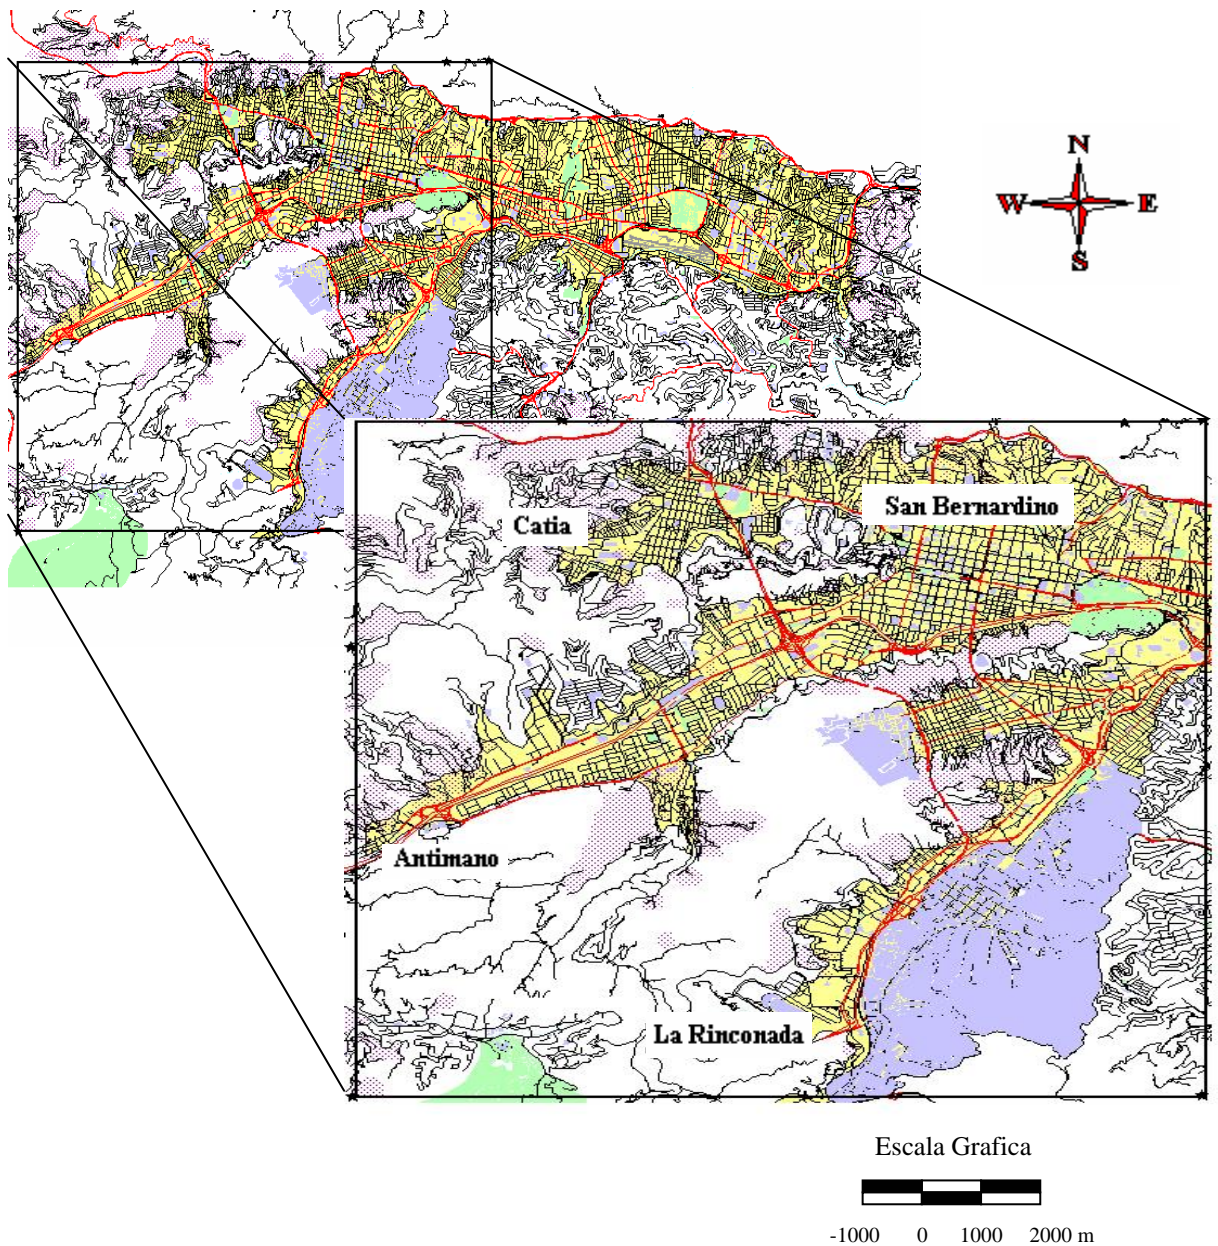 N
W E
S
San Bernardino
Catia
Antimano
La Rinconada
Escala Grafica
-1000 0 1000 2000 m